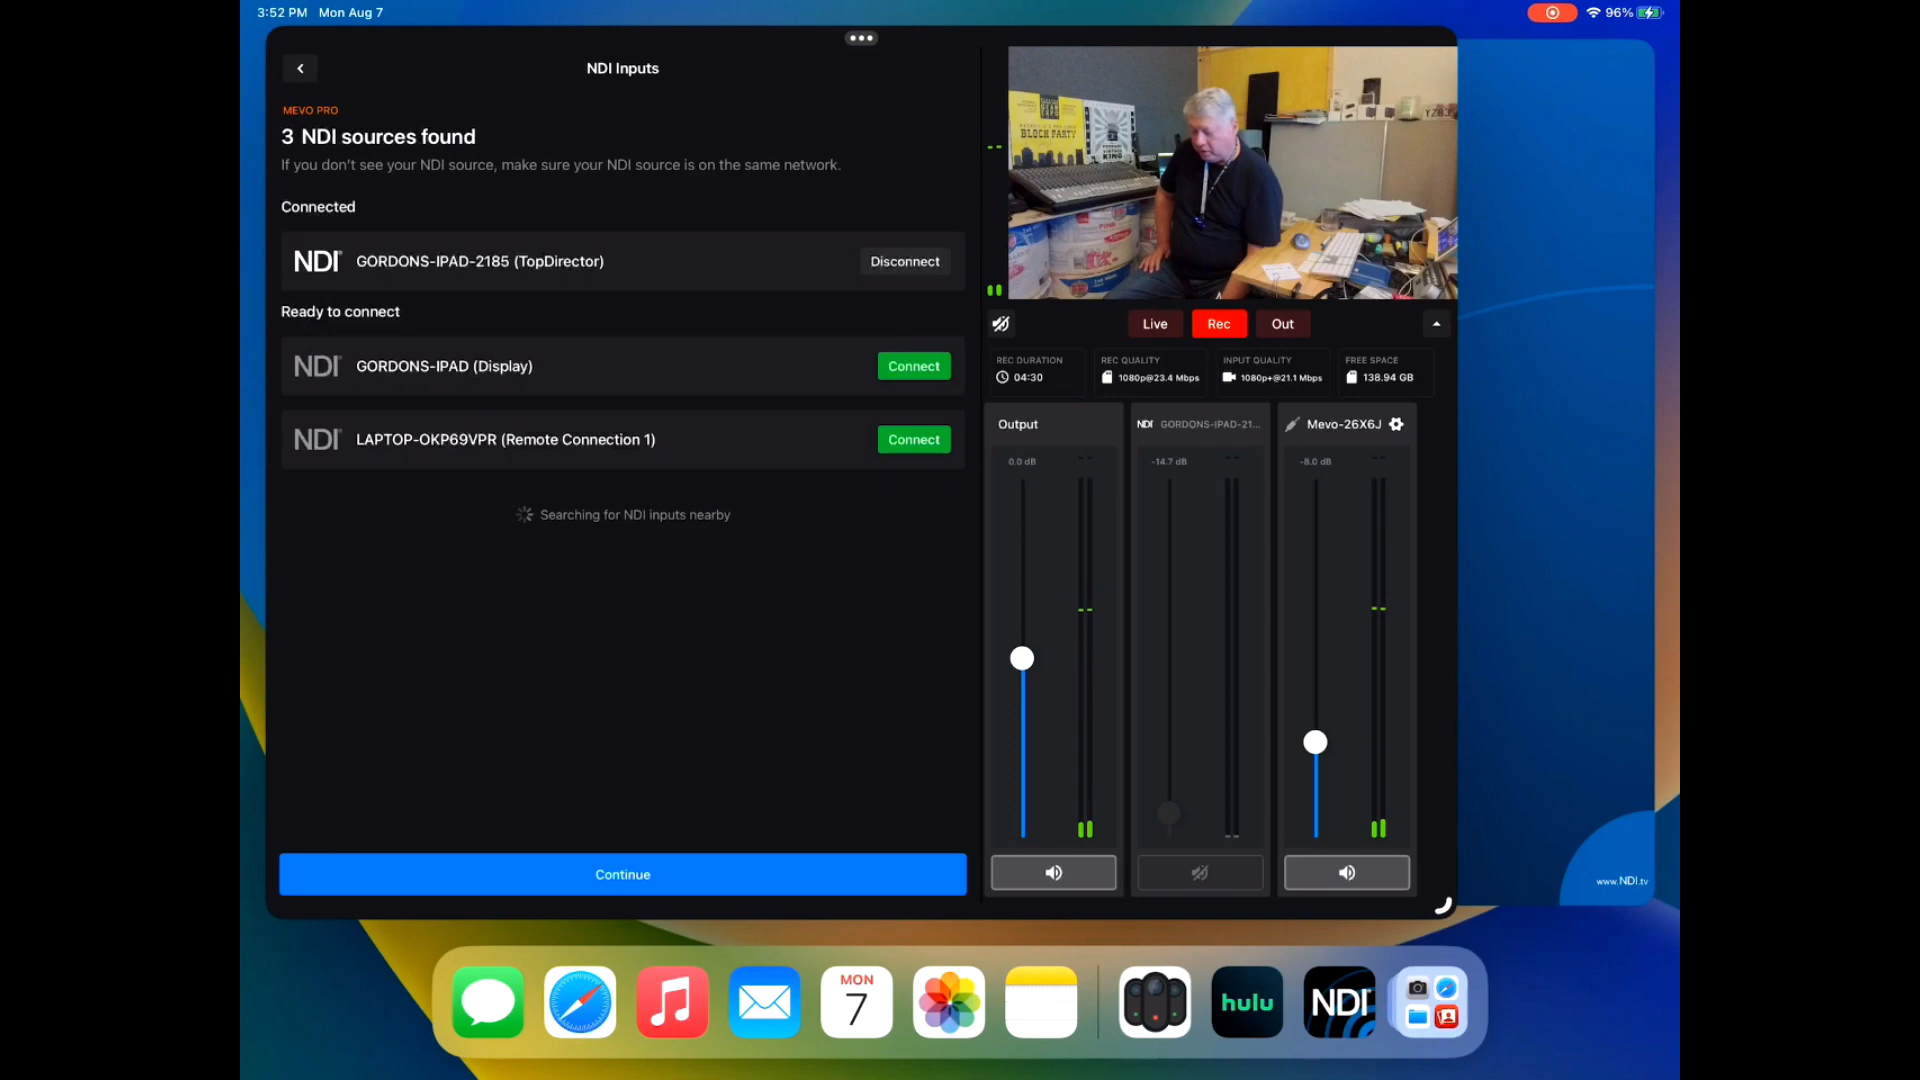 3:52 PM Mon Aug 7
96%
NDI Inputs
MEVO PRO
3 NDI sources found
If you don't see your NDI source, make sure your NDI source is on the same network.
Connected
NDI GORDONS-IPAD-2185 (TopDirector) Disconnect
Ready to connect
NDI GORDONS-IPAD (Display) Connect
NDI LAPTOP-OKP69VPR (Remote Connection 1) Connect
Searching for NDI inputs nearby
Continue
BLOCK PARTY
KING
Live Rec Out
REC DURATION REC QUALITY INPUT QUALITY FREE SPACE
04:30 1080p@23.4 Mbps 1080p+@21.1 Mbps 138.94 GB
Output NDI GORDONS-IPAD-21... Mevo-26X6J
0.0 dB -14.7 dB -8.0 dB
www.NDI.tv
MON
7
hulu
NDI